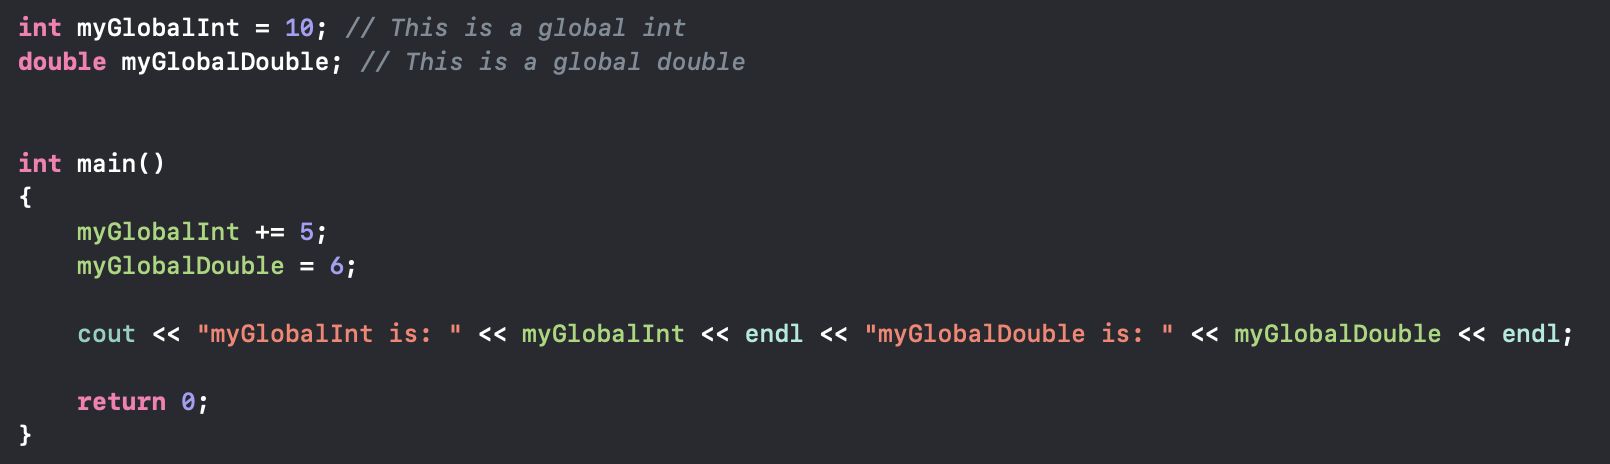 int myGlobalInt = 10; // This is a global int
double myGlobalDouble; // This is a global double
int main()
{
    myGlobalInt += 5;
    myGlobalDouble = 6;
    cout << "myGlobalInt is: " << myGlobalInt << endl << "myGlobalDouble is: " << myGlobalDouble << endl;
    return 0;
}